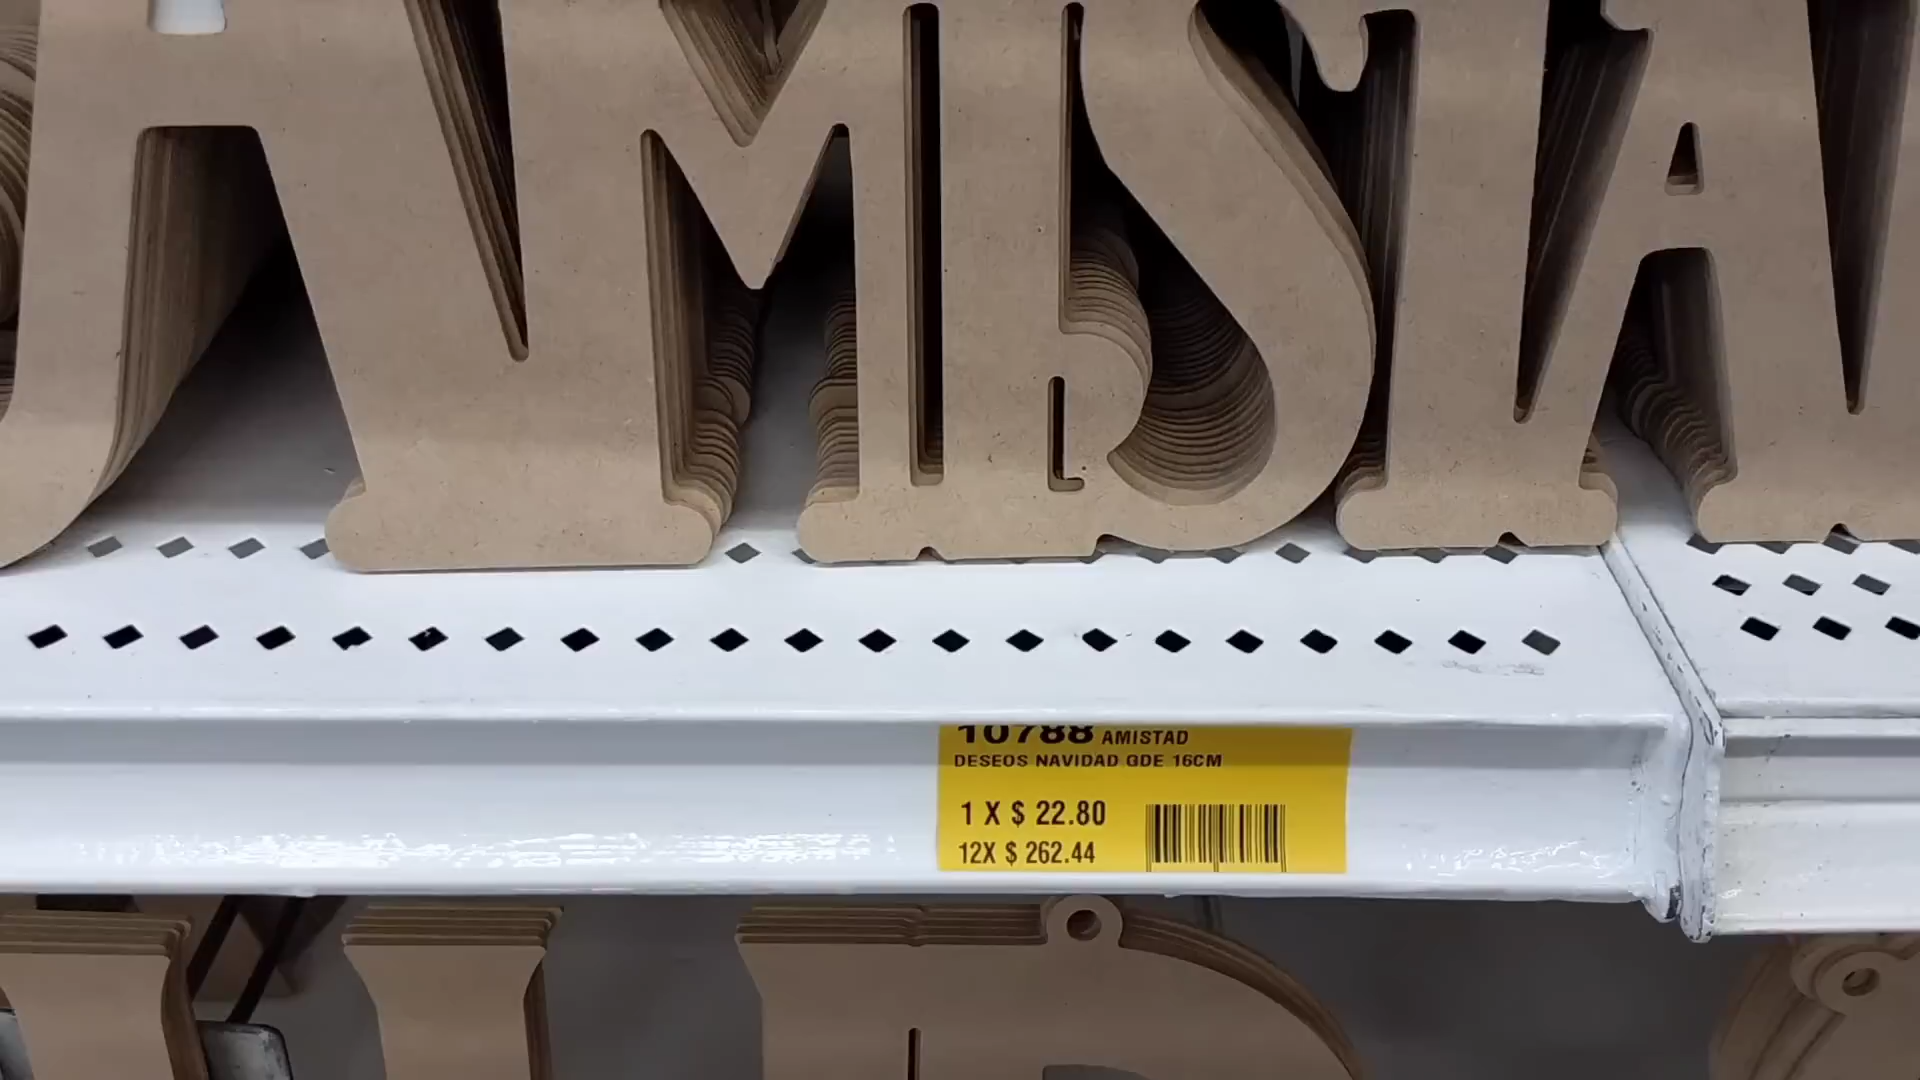 AMISTA
10788 AMISTAD
DESEOS NAVIDAD GDE 16CM
1 X $ 22.80
12X $ 262.44